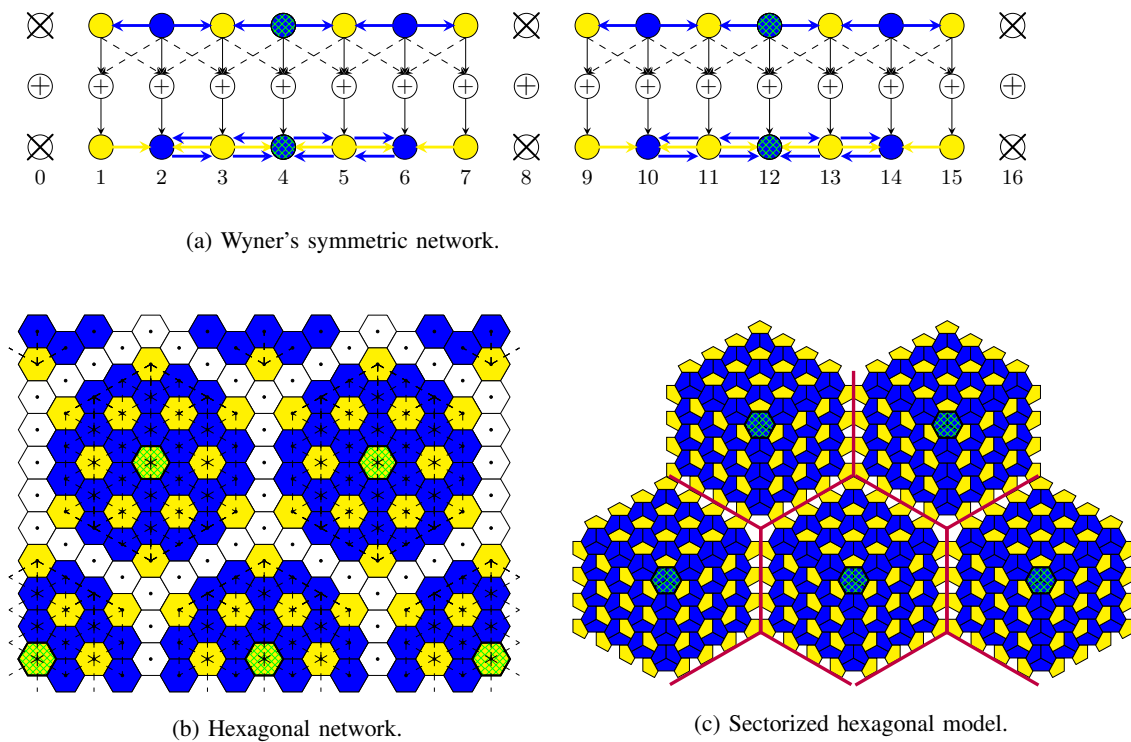 0 1 2 3 4 5 6 7 8 9 10 11 12 13 14 15 16
(a) Wyner's symmetric network.
(b) Hexagonal network.
(c) Sectorized hexagonal model.